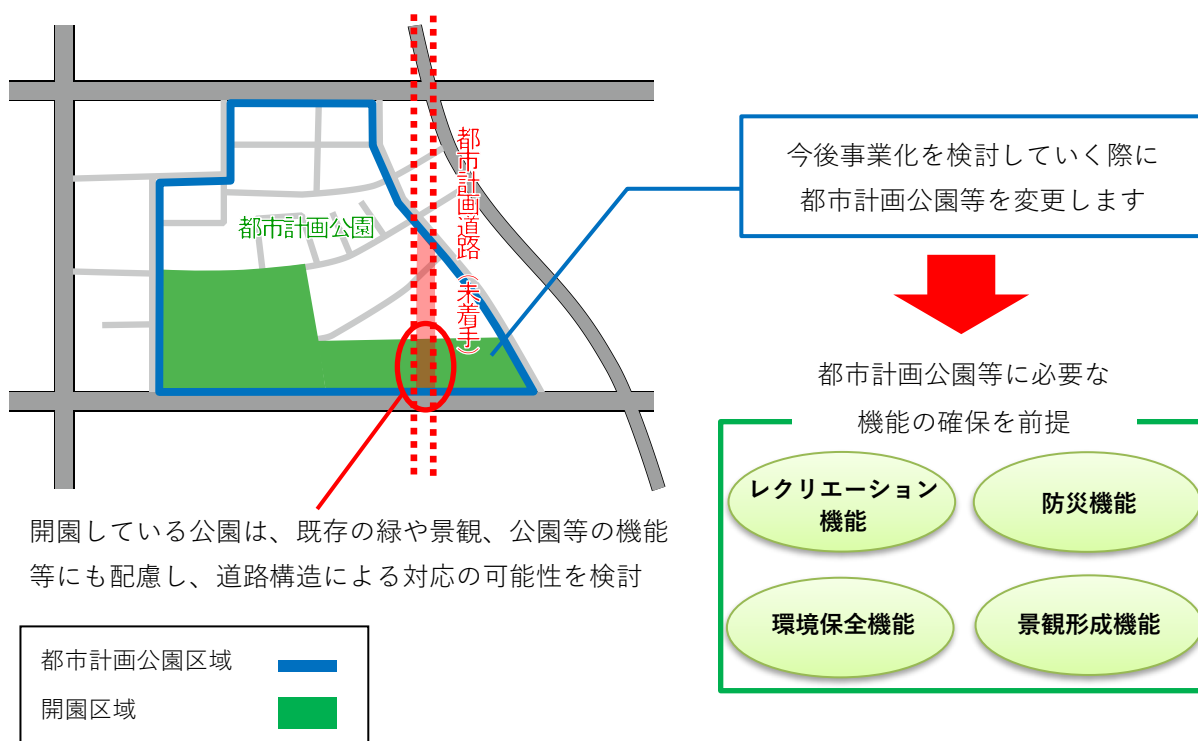 都市計画道路（未着手）
都市計画公園
今後事業化を検討していく際に
都市計画公園等を変更します
都市計画公園等に必要な
機能の確保を前提
レクリエーション
機能
防災機能
環境保全機能
景観形成機能
開園している公園は、既存の緑や景観、公園等の機能
等にも配慮し、道路構造による対応の可能性を検討
都市計画公園区域
開園区域